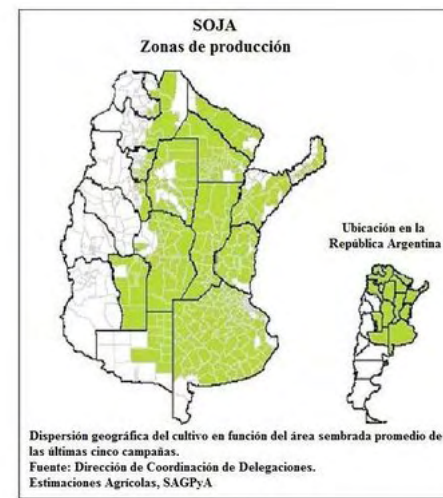 SOJA
Zonas de producción
Ubicación en la
República Argentina
Dispersión geográfica del cultivo en función del área sembrada promedio de
las últimas cinco campañas.
Fuente: Dirección de Coordinación de Delegaciones.
Estimaciones Agrícolas, SAGPyA